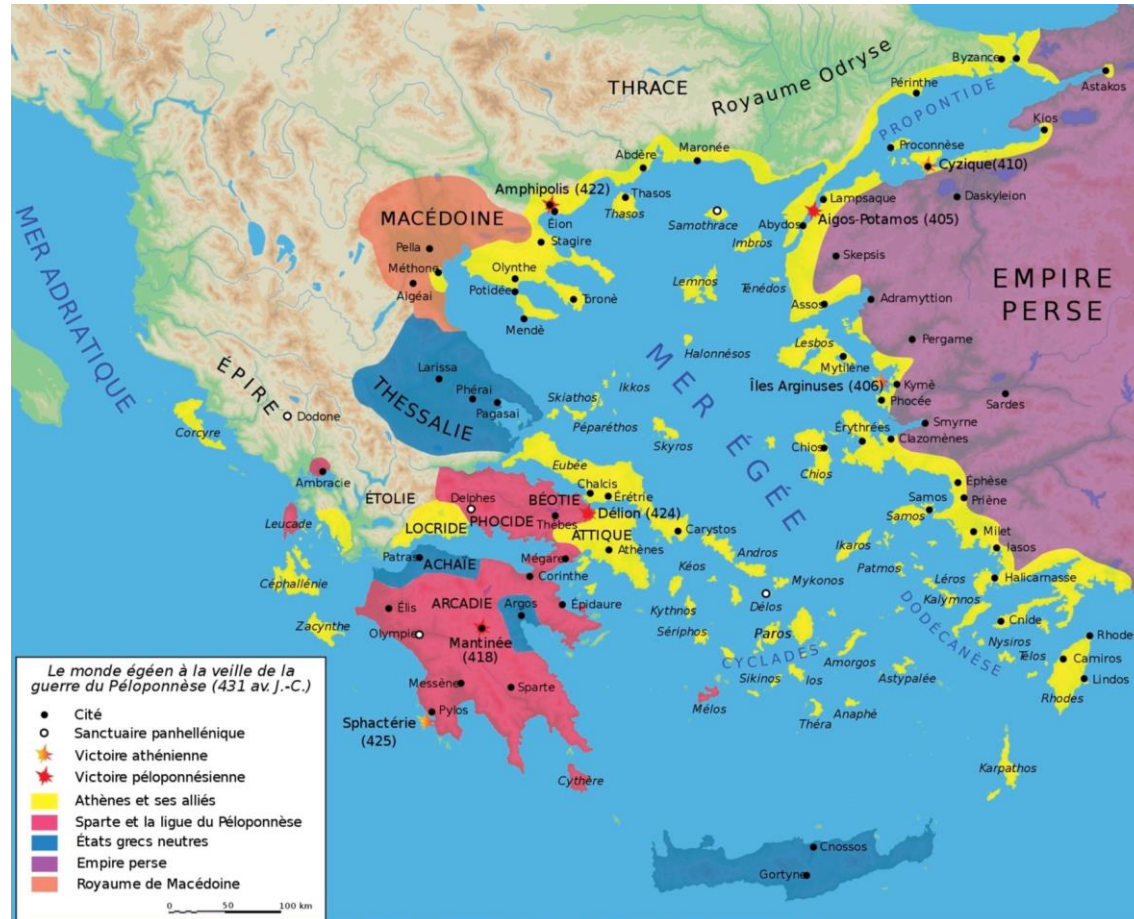 THRACE
Royaume Odryse
Byzance
Astakos
Périnthe
PROPONTIDE
Kios
Proconnèse
Cyzique(410)
Abdère
Maronée
Amphipolis (422)
Thasos
Thasos
Éion
Samothrace
Lampsaque
Daskyleion
Aigos-Potamos (405)
Abydos
MACÉDOINE
Imbros
Stagire
Pella
Skepsis
Méthone
Olynthe
Lemnos
Ténédos
EMPIRE
PERSE
Aigéai
Potidée
Toronè
Assos
Adramyttion
Mendè
MER ADRIATIQUE
Halonnésos
Lesbos
Pergame
Mytilène
MER ÉGÉE
Larissa
THESSALIE
Phérai
Pagasai
Ikkos
Skiathos
Péparéthos
Îles Arginuses (406)
Kymè
Phocée
Sardes
ÉPIRE
Dodone
Corcyre
Skyros
Smyrne
Érythrées
Clazomènes
Chios
Chios
Eubée
Ambracie
ÉTOLIE
Delphes
BÉOTIE
Chalcis
Érétrie
Éphèse
Priène
Samos
Samos
Leucade
LOCRIDE
PHOCIDE
Thèbes
Délion (424)
ATTIQUE
Carystos
Milet
Iasos
Patras
ACHAÏE
Mégare
Athènes
Andros
Ikaros
Patmos
Céphallénie
Corinthe
Kéos
Mykonos
Léros
Halicarnasse
Kalymnos
Élis
ARCADIE
Argos
Épidaure
Kythnos
Délos
DODÉCANÈSE
Zacynthe
Olympie
Mantinée
(418)
Sériphos
Paros
Cnide
Nysiros
Rhode
CYCLADES
Amorgos
Télos
Camiros
Messène
Sparte
Sikinos
Ios
Astypalée
Lindos
Rhodes
Pylos
Mélos
Sphactérie
(425)
Théra
Anaphè
Cythère
Karpathos
Cnossos
Gortyne
Le monde égéen à la veille de la
guerre du Péloponnèse (431 av. J.-C.)
Cité
Sanctuaire panhellénique
Victoire athénienne
Victoire péloponnésienne
Athènes et ses alliés
Sparte et la ligue du Péloponnèse
États grecs neutres
Empire perse
Royaume de Macédoine
0 50 100 km